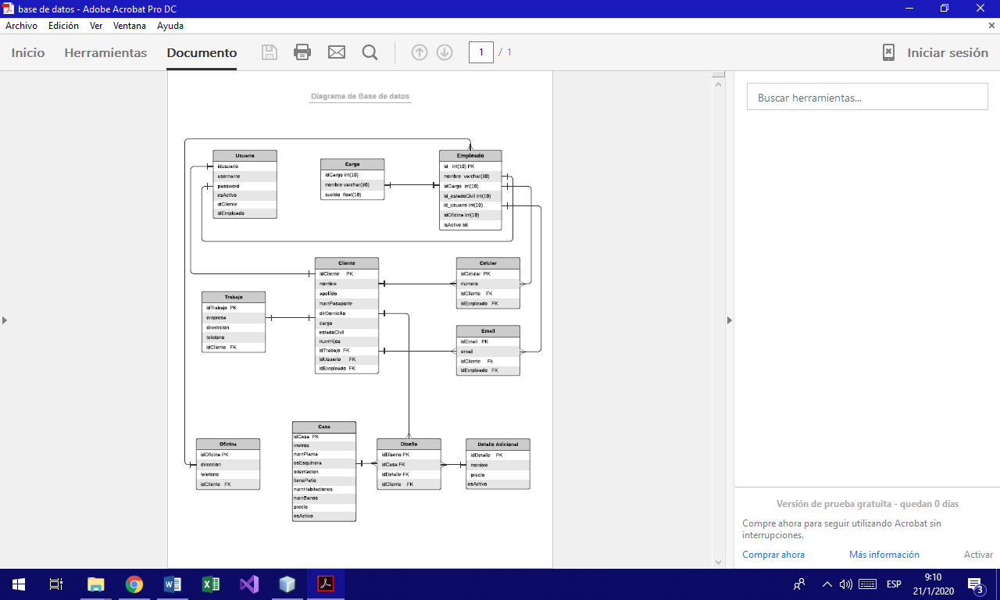 base de datos - Adobe Acrobat Pro DC
Archivo Edición Ver Ventana Ayuda
Inicio Herramientas Documento 1 / 1 Iniciar sesión
Buscar herramientas...
Diagrama de Base de datos
Usuario
idusuario
username
password
esActivo
idCliente
idEmpleado
Cargo
idCargo int(10)
nombre varchar(30)
sueldo float(10)
Empleado
id int(10) PK
nombre varchar(30)
idCargo int(10)
id_estadoCivil int(10)
id_usuario int(10)
idOficina int(10)
isActive bit
Cliente
idCliente PK
nombre
apellido
numPasaporte
dirDomicilio
cargo
estadoCivil
numHijos
idTrabajo FK
idUsuario FK
idEmpleado FK
Celular
idCelular PK
numero
idCliente FK
idEmpleado FK
Trabajo
idTrabajo PK
empresa
direccion
telefono
idCliente FK
Email
idEmail PK
email
idCliente Fk
idEmpleado FK
Oficina
idOficina PK
direccion
telefono
idCliente FK
Casa
idCasa PK
metros
numPlanta
esEsquinera
orientacion
tienePatio
numHabitaciones
numBanos
precio
esActivo
Diseño
idDiseno PK
idCasa FK
idDetalle FK
idCliente FK
Detalle Adicional
idDetalle PK
nombre
precio
esActivo
Versión de prueba gratuita - quedan 0 días
Compre ahora para seguir utilizando Acrobat sin
interrupciones.
Comprar ahora Más información Activar
ESP
9:10
21/1/2020
3